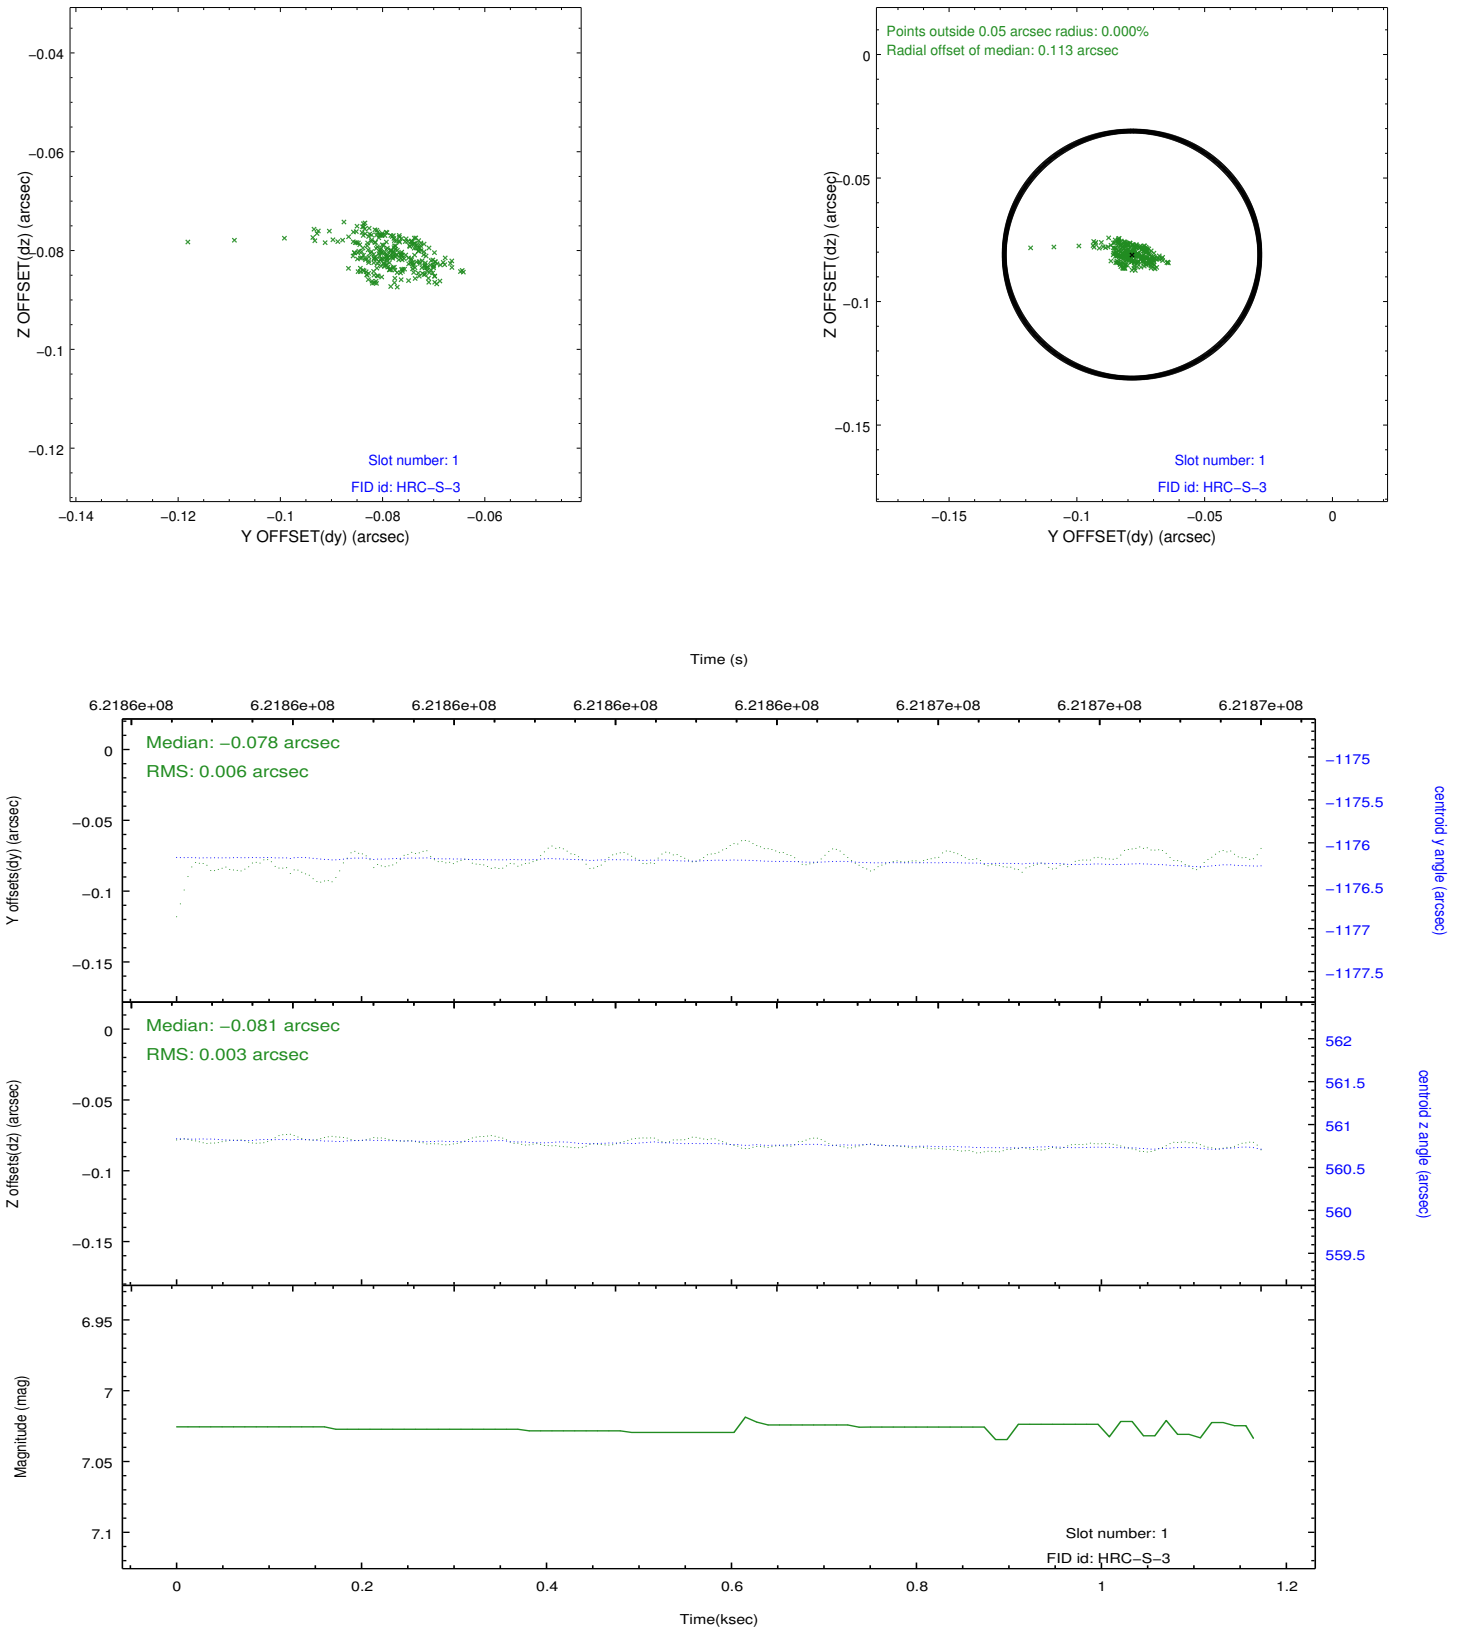 −0.04
−0.06
−0.08
−0.1
−0.12
Z OFFSET(dz) (arcsec)
Slot number: 1
FID id: HRC−S−3
−0.14 −0.12 −0.1 −0.08 −0.06
Y OFFSET(dy) (arcsec)
Points outside 0.05 arcsec radius: 0.000%
Radial offset of median: 0.113 arcsec
0
−0.05
−0.1
−0.15
Z OFFSET(dz) (arcsec)
Slot number: 1
FID id: HRC−S−3
−0.15 −0.1 −0.05 0
Y OFFSET(dy) (arcsec)
Time (s)
6.2186e+08 6.2186e+08 6.2186e+08 6.2186e+08 6.2186e+08 6.2187e+08 6.2187e+08 6.2187e+08
Median: −0.078 arcsec
RMS: 0.006 arcsec
0
−0.05
−0.1
−0.15
Y offsets(dy) (arcsec)
−1175
−1175.5
−1176
−1176.5
−1177
−1177.5
centroid y angle (arcsec)
Median: −0.081 arcsec
RMS: 0.003 arcsec
0
−0.05
−0.1
−0.15
Z offsets(dz) (arcsec)
562
561.5
561
560.5
560
559.5
centroid z angle (arcsec)
6.95
7
7.05
7.1
Magnitude (mag)
Slot number: 1
FID id: HRC−S−3
0 0.2 0.4 0.6 0.8 1 1.2
Time(ksec)